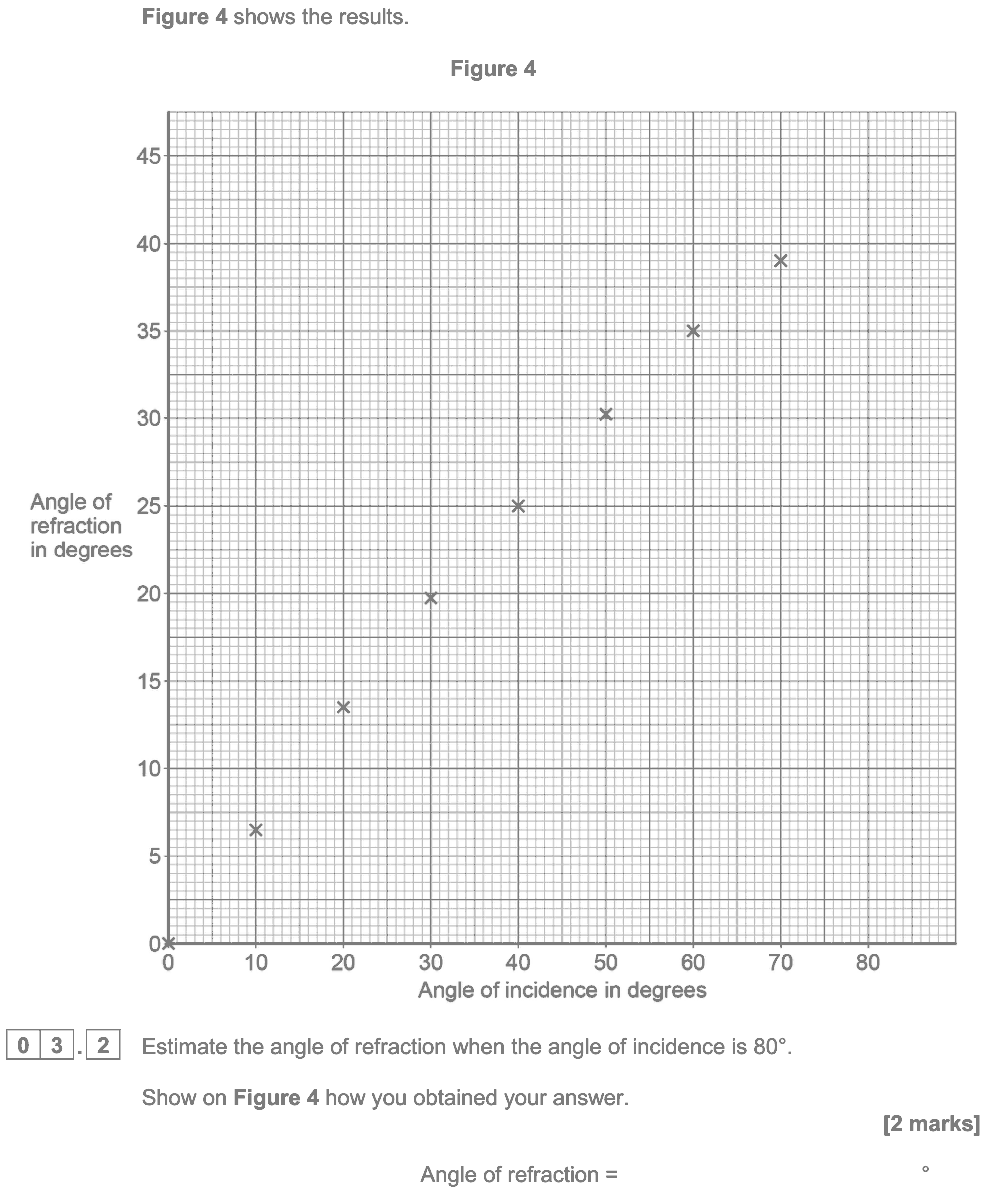 Figure 4 shows the results.
Figure 4
45
40
35
30
Angle of
refraction
in degrees
25
20
15
10
5
0
0 10 20 30 40 50 60 70 80
Angle of incidence in degrees
0 3 . 2 Estimate the angle of refraction when the angle of incidence is 80°.
Show on Figure 4 how you obtained your answer.
[2 marks]
Angle of refraction = °